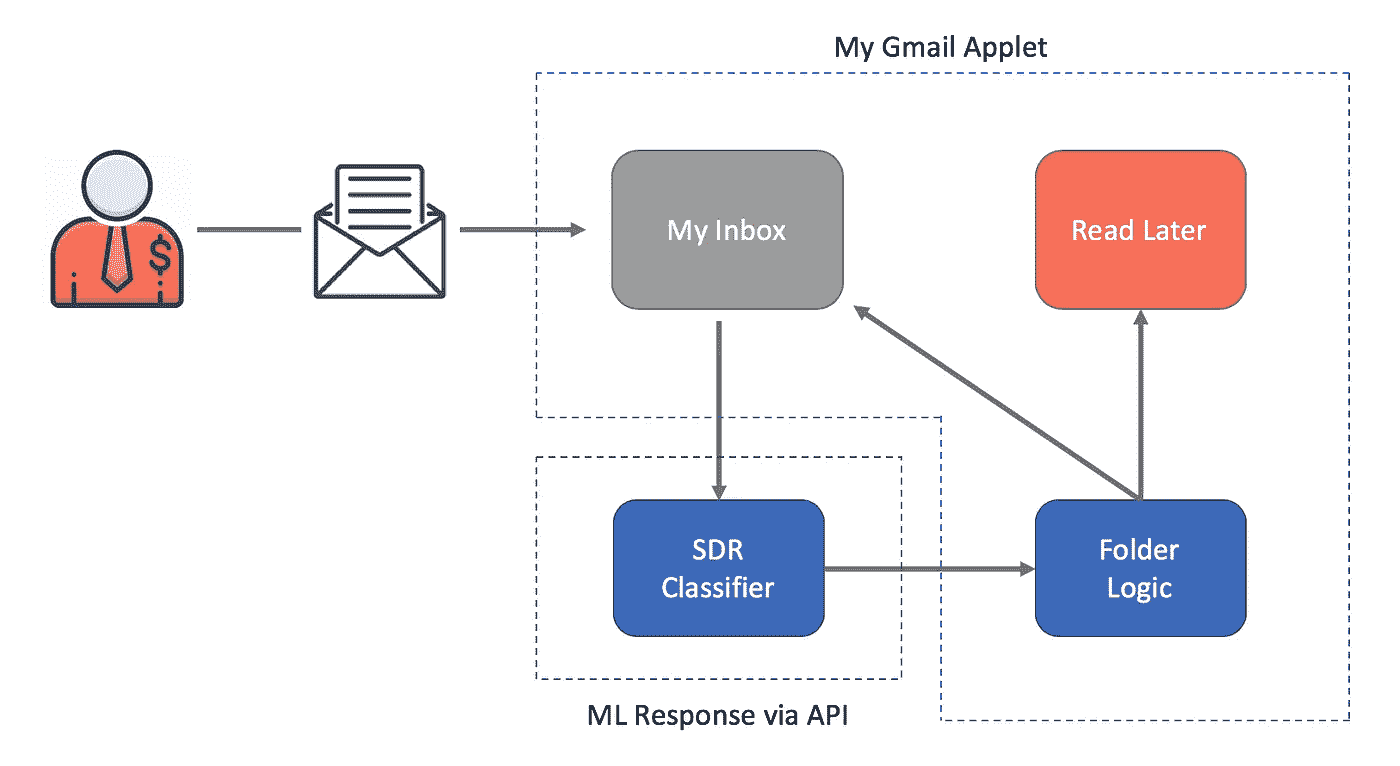 My Gmail Applet
$
My Inbox
Read Later
SDR
Classifier
Folder
Logic
ML Response via API